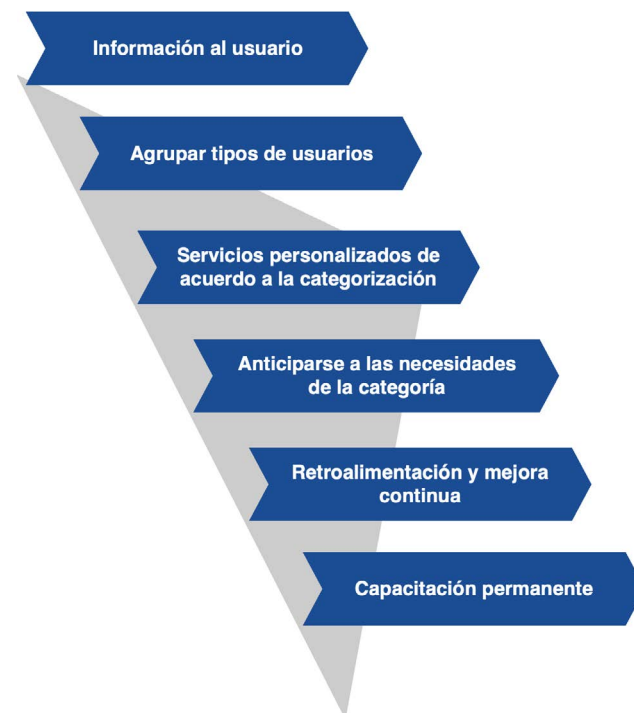 Información al usuario
Agrupar tipos de usuarios
Servicios personalizados de
acuerdo a la categorización
Anticiparse a las necesidades
de la categoría
Retroalimentación y mejora
continua
Capacitación permanente